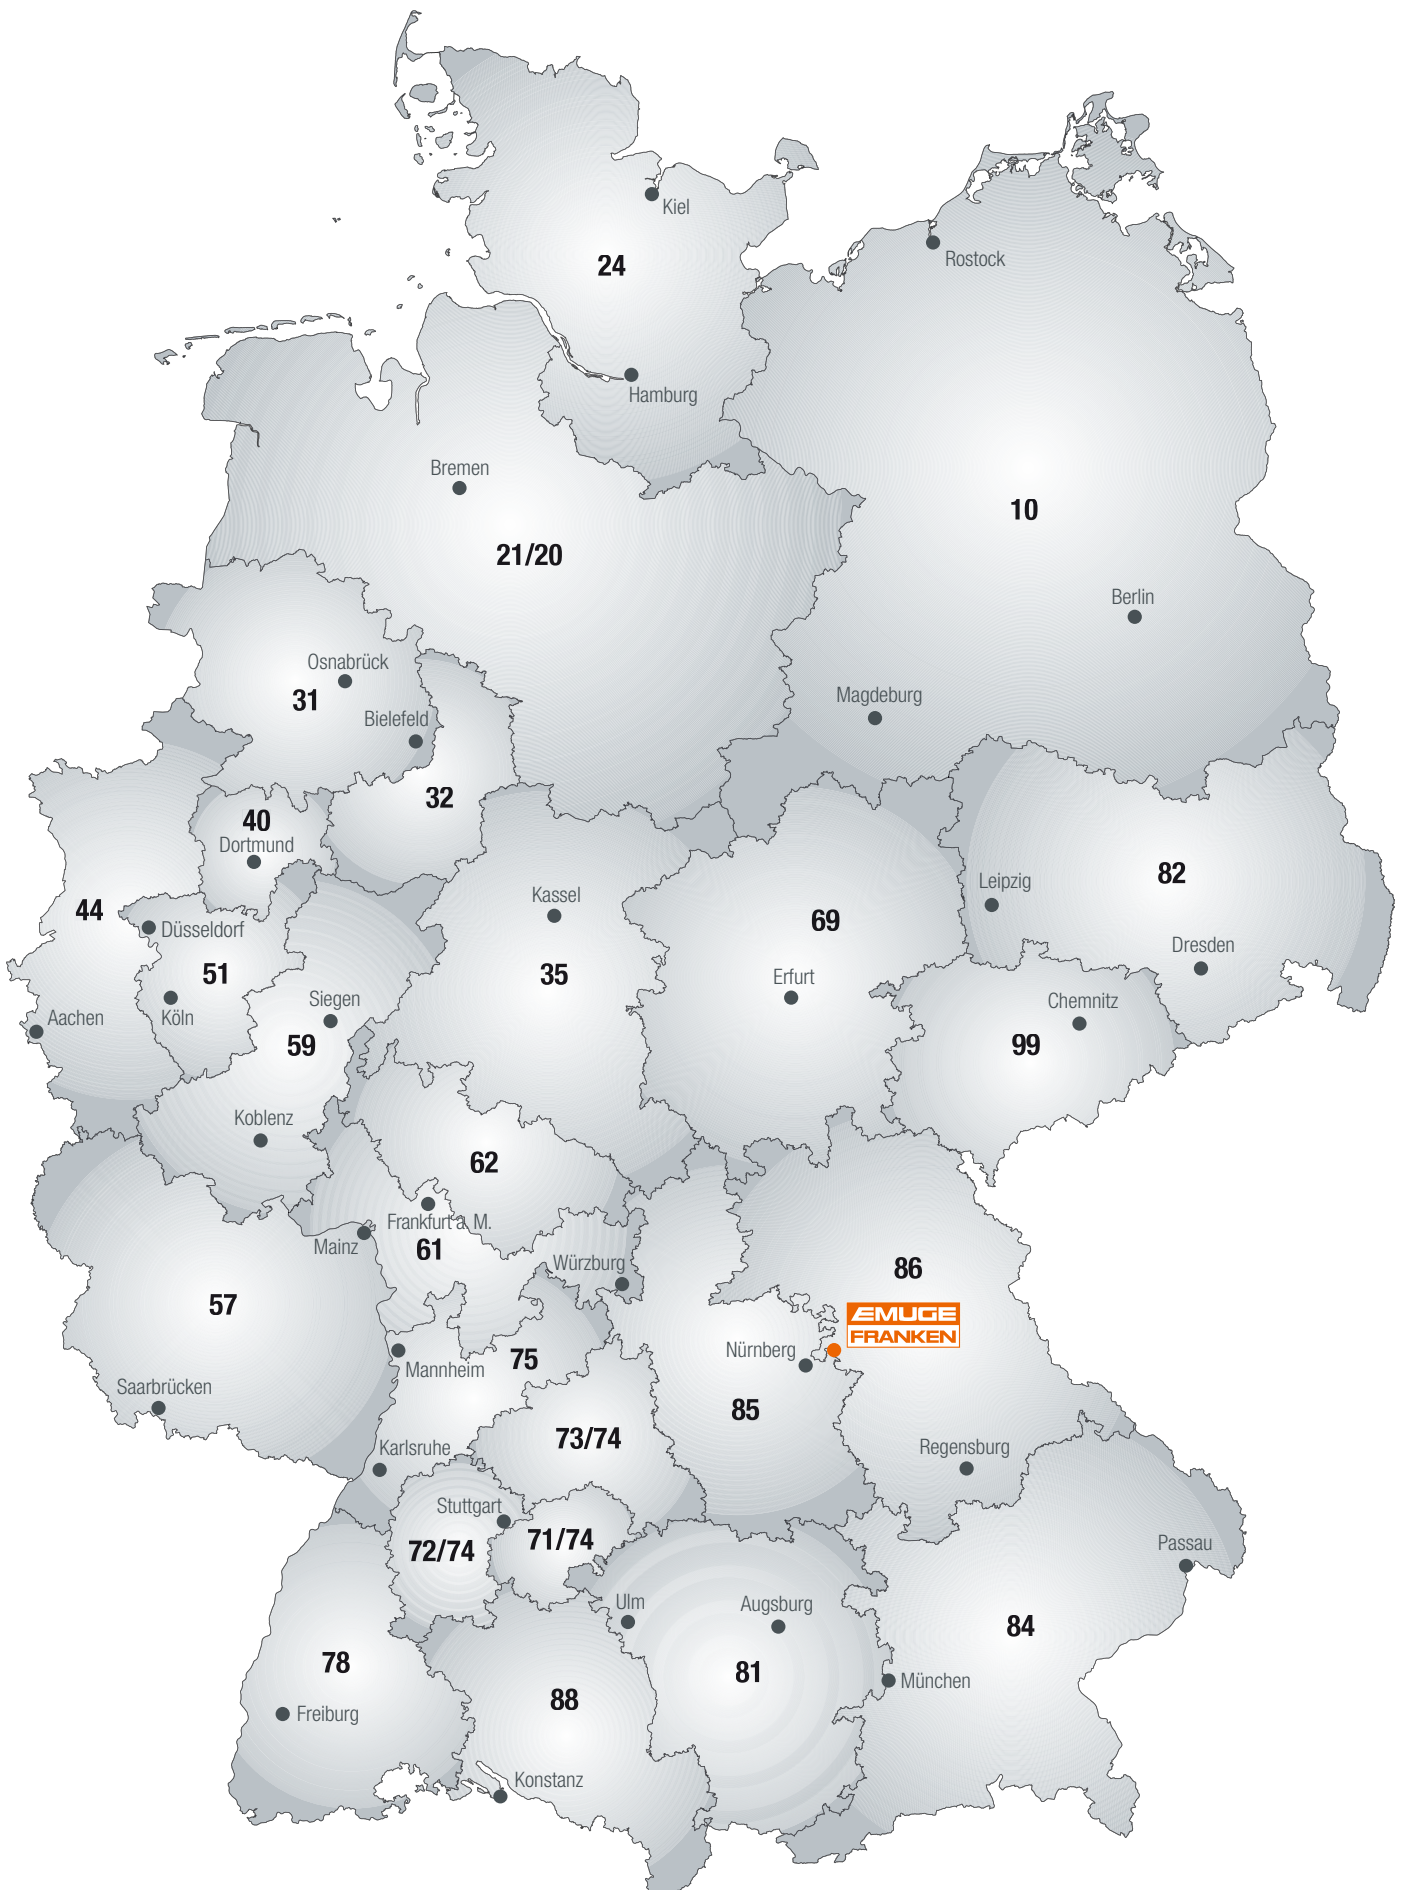 Kiel
24
Rostock
Hamburg
Bremen
10
21/20
Berlin
Osnabrück
31
Magdeburg
Bielefeld
32
40
Dortmund
82
Leipzig
Kassel
44
69
Düsseldorf
Dresden
51
35
Erfurt
Siegen
Chemnitz
Köln
Aachen
59
99
Koblenz
62
Frankfurt a. M.
Mainz
61
Würzburg
86
57
EMUGE
FRANKEN
Nürnberg
75
Mannheim
Saarbrücken
85
73/74
Karlsruhe
Regensburg
Stuttgart
71/74
72/74
Passau
Ulm
Augsburg
84
78
81
München
88
Freiburg
Konstanz